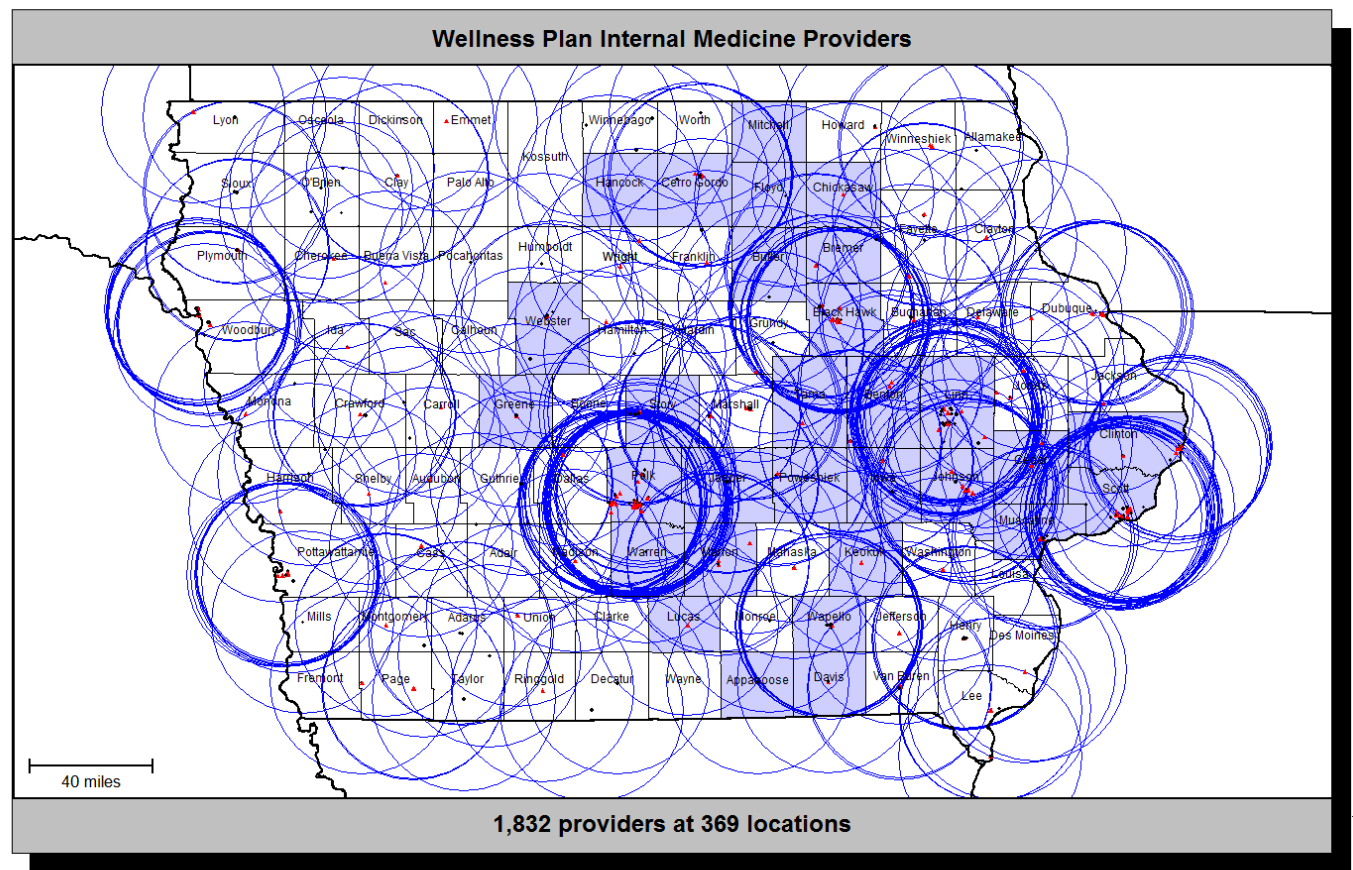 Wellness Plan Internal Medicine Providers
Lyon Osceola Dickinson Emmet Winnebago Worth Mitchell Howard Winneshiek Allamakee
Kossuth
Sioux O'Brien Clay Palo Alto Hancock Cerro Gordo Floyd Chickasaw
Fayette Clayton
Plymouth Cherokee Buena Vista Pocahontas Humboldt Wright Franklin Butler Bremer
Woodbury Ida Sac Calhoun Webster Hamilton Hardin Grundy Black Hawk Buchanan Delaware Dubuque
Jackson
Monona Crawford Carroll Greene Boone Story Marshall Tama Benton Linn Jones
Clinton
Cedar
Harrison Shelby Audubon Guthrie Dallas Polk Jasper Poweshiek Iowa Johnson Scott
Muscatine
Pottawattamie Cass Adair Madison Warren Marion Mahaska Keokuk Washington
Louisa
Mills Montgomery Adams Union Clarke Lucas Monroe Wapello Jefferson Henry Des Moines
Fremont Page Taylor Ringgold Decatur Wayne Appanoose Davis Van Buren Lee
40 miles
1,832 providers at 369 locations